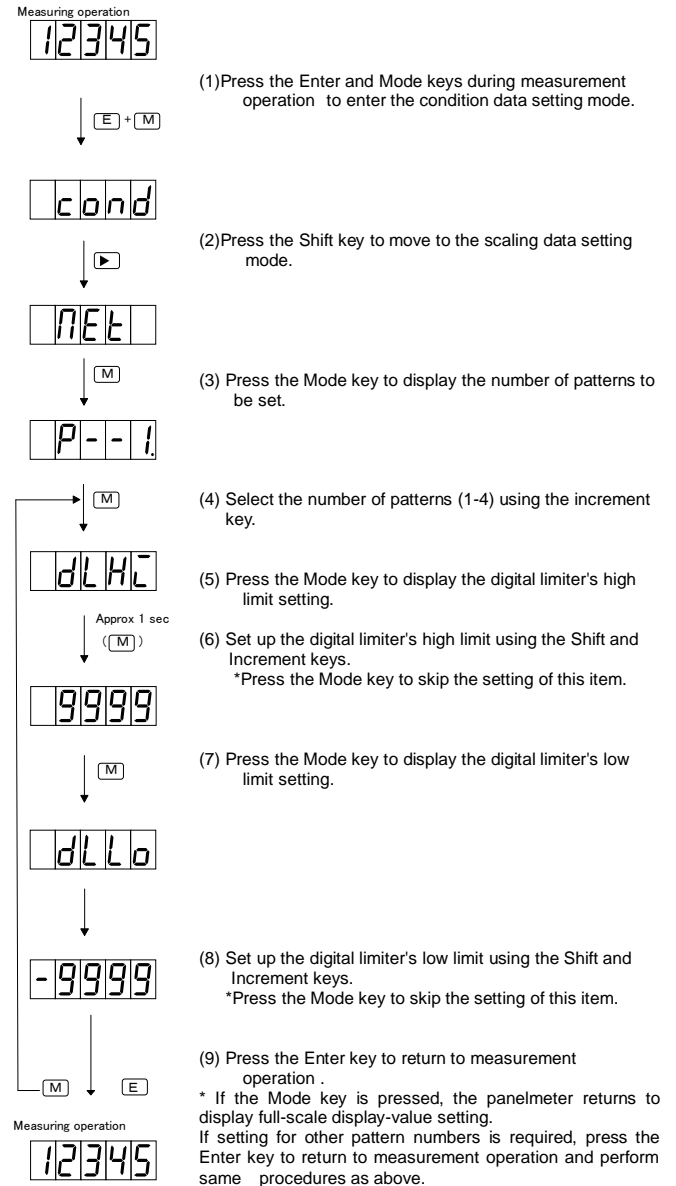 Measuring operation
12345
(1)Press the Enter and Mode keys during measurement
operation to enter the condition data setting mode.
E + M
cond
(2)Press the Shift key to move to the scaling data setting
mode.
MEt
M
(3) Press the Mode key to display the number of patterns to
be set.
P--1.
M
(4) Select the number of patterns (1-4) using the increment
key.
dLHi
(5) Press the Mode key to display the digital limiter's high
limit setting.
Approx 1 sec
(M)
(6) Set up the digital limiter's high limit using the Shift and
Increment keys.
*Press the Mode key to skip the setting of this item.
9999
M
(7) Press the Mode key to display the digital limiter's low
limit setting.
dLLo
-9999
(8) Set up the digital limiter's low limit using the Shift and
Increment keys.
*Press the Mode key to skip the setting of this item.
M E
(9) Press the Enter key to return to measurement
operation .
* If the Mode key is pressed, the panelmeter returns to
display full-scale display-value setting.
If setting for other pattern numbers is required, press the
Enter key to return to measurement operation and perform
same procedures as above.
Measuring operation
12345